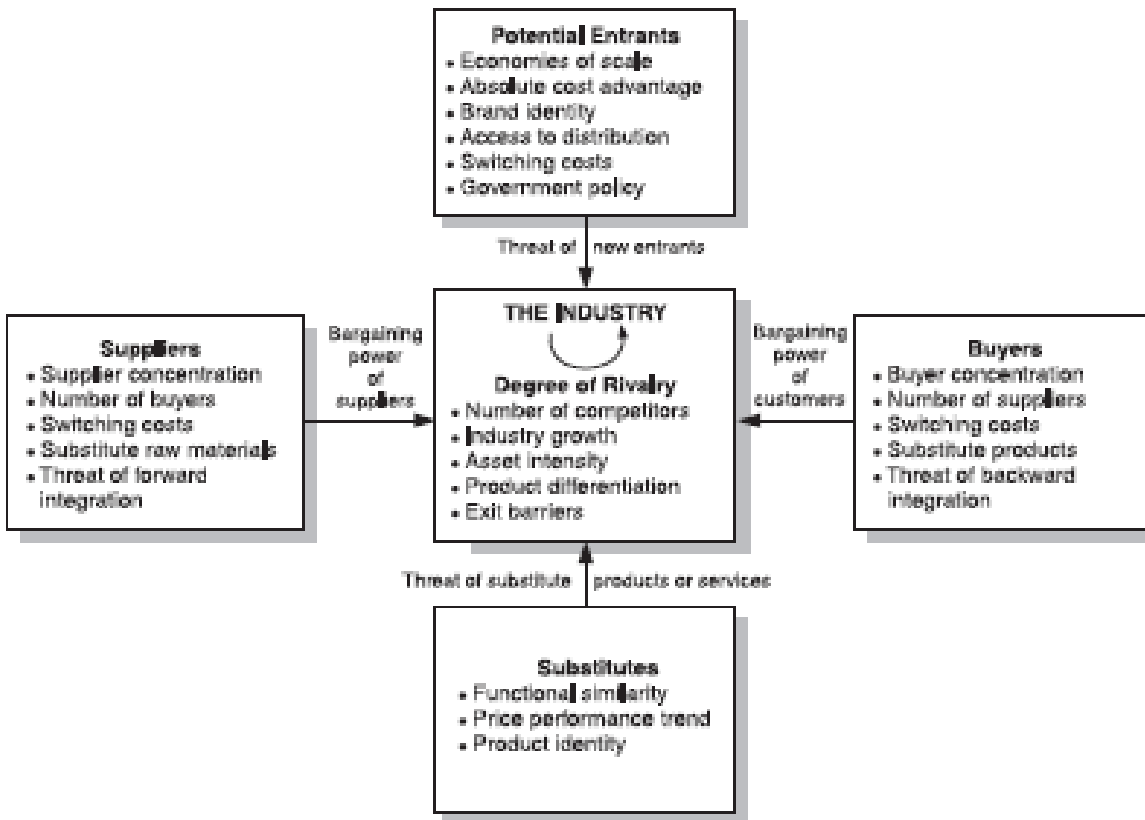 Potential Entrants
• Economies of scale
• Absolute cost advantage
• Brand identity
• Access to distribution
• Switching costs
• Government policy
Threat of new entrants
Suppliers
• Supplier concentration
• Number of buyers
• Switching costs
• Substitute raw materials
• Threat of forward
integration
Bargaining
power
of
suppliers
THE INDUSTRY
Degree of Rivalry
• Number of competitors
• Industry growth
• Asset intensity
• Product differentiation
• Exit barriers
Bargaining
power
of
customers
Buyers
• Buyer concentration
• Number of suppliers
• Switching costs
• Substitute products
• Threat of backward
integration
Threat of substitute products or services
Substitutes
• Functional similarity
• Price performance trend
• Product identity